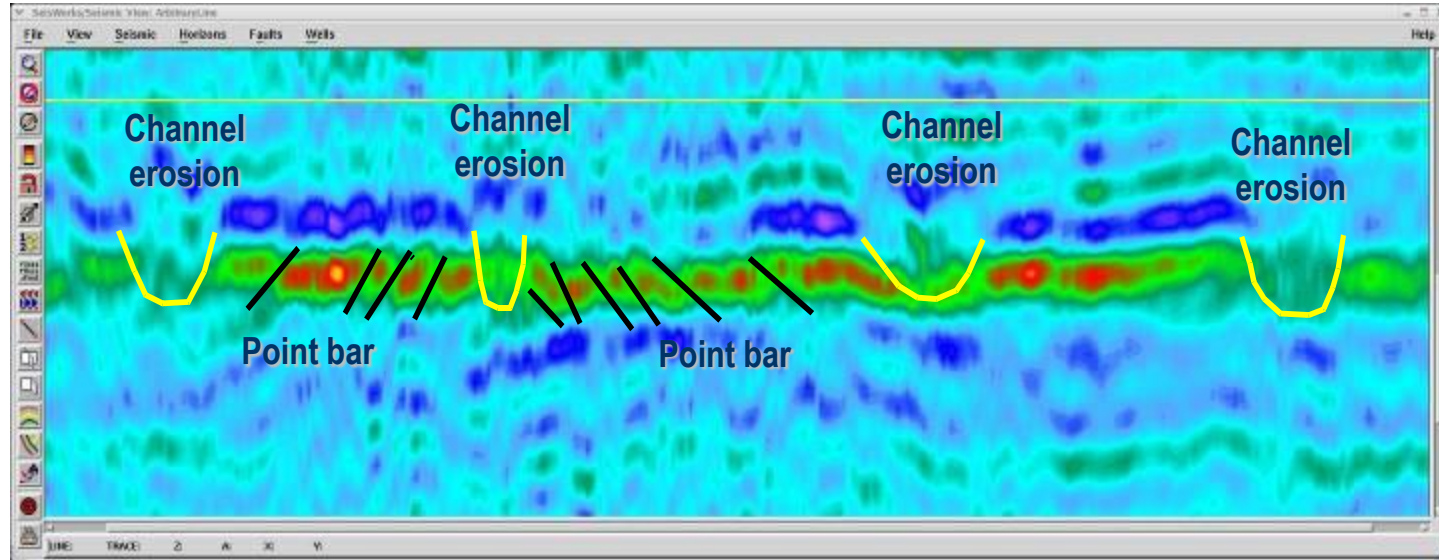 SeisWorks/Seismic View: ArbitraryLine
File View Seismic Horizons Faults Wells Help
Channel
erosion
Channel
erosion
Channel
erosion
Channel
erosion
Point bar
Point bar
LINE: TRACE: Z: A: X: Y: